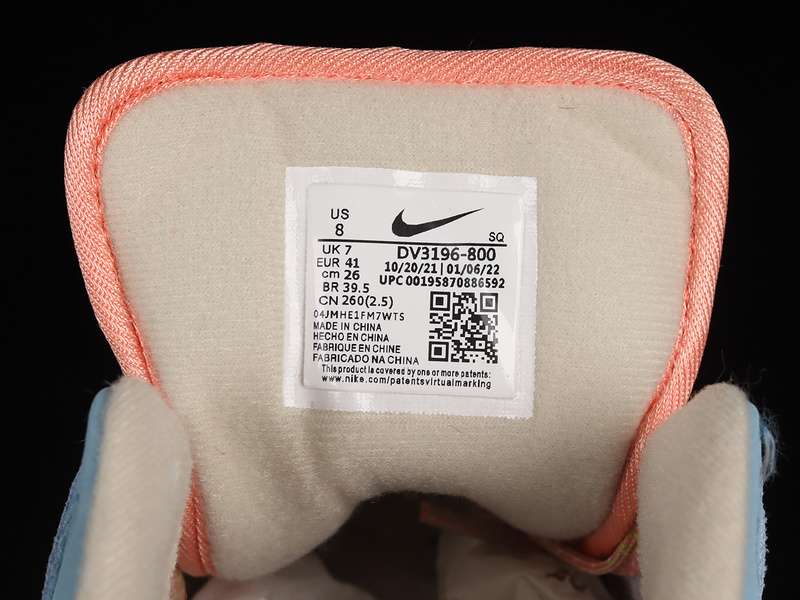 US
8
SQ
UK 7
EUR 41
cm 26
BR 39.5
CN 260(2.5)
DV3196-800
10/20/21 | 01/06/22
UPC 00195870886592
04JMHE1FM7WTS
MADE IN CHINA
HECHO EN CHINA
FABRIQUE EN CHINE
FABRICADO NA CHINA
This product is covered by one or more patents:
www.nike.com/patentsvirtualmarking